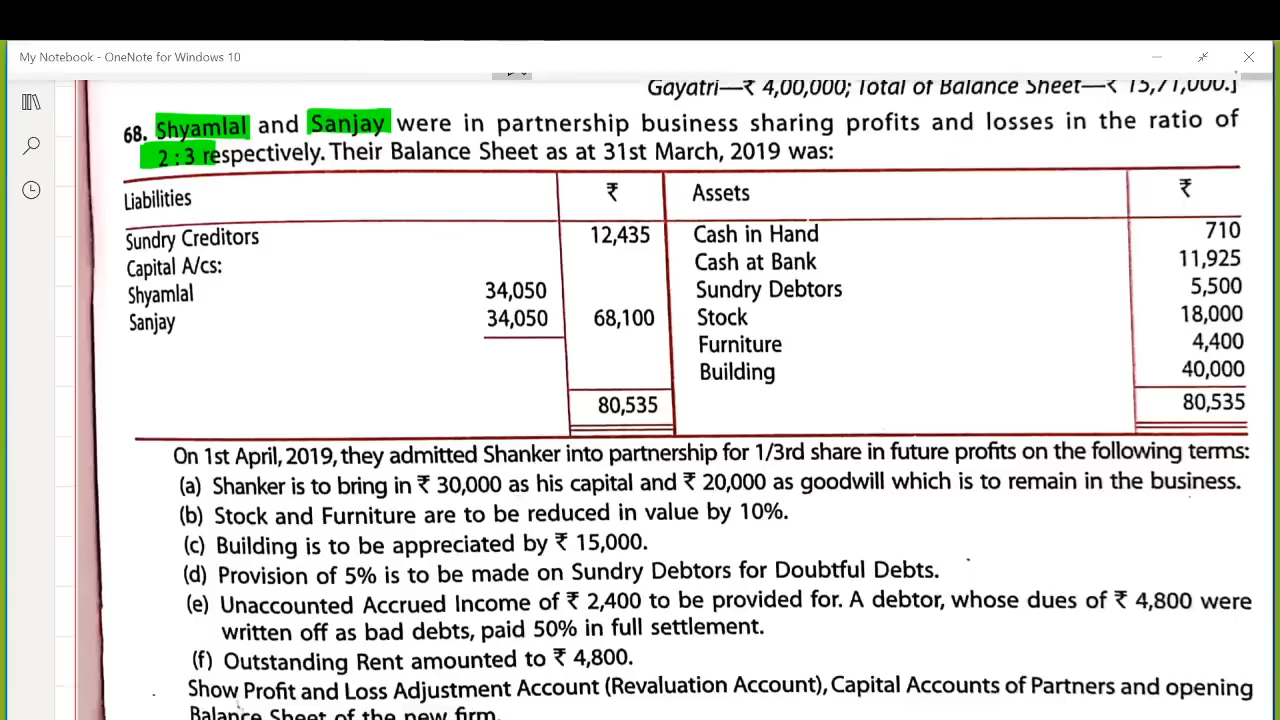 My Notebook - OneNote for Windows 10
Gayatri—₹ 4,00,000; Total of Balance Sheet—₹ 15,71,000.]
68. Shyamlal and Sanjay were in partnership business sharing profits and losses in the ratio of
2 : 3 respectively. Their Balance Sheet as at 31st March, 2019 was:
Liabilities ₹ Assets ₹
Sundry Creditors 12,435 Cash in Hand 710
Capital A/cs: Cash at Bank 11,925
Shyamlal 34,050 Sundry Debtors 5,500
Sanjay 34,050 68,100 Stock 18,000
Furniture 4,400
Building 40,000
80,535 80,535
On 1st April, 2019, they admitted Shanker into partnership for 1/3rd share in future profits on the following terms:
(a) Shanker is to bring in ₹ 30,000 as his capital and ₹ 20,000 as goodwill which is to remain in the business.
(b) Stock and Furniture are to be reduced in value by 10%.
(c) Building is to be appreciated by ₹ 15,000.
(d) Provision of 5% is to be made on Sundry Debtors for Doubtful Debts.
(e) Unaccounted Accrued Income of ₹ 2,400 to be provided for. A debtor, whose dues of ₹ 4,800 were
written off as bad debts, paid 50% in full settlement.
(f) Outstanding Rent amounted to ₹ 4,800.
Show Profit and Loss Adjustment Account (Revaluation Account), Capital Accounts of Partners and opening
Balance Sheet of the new firm.